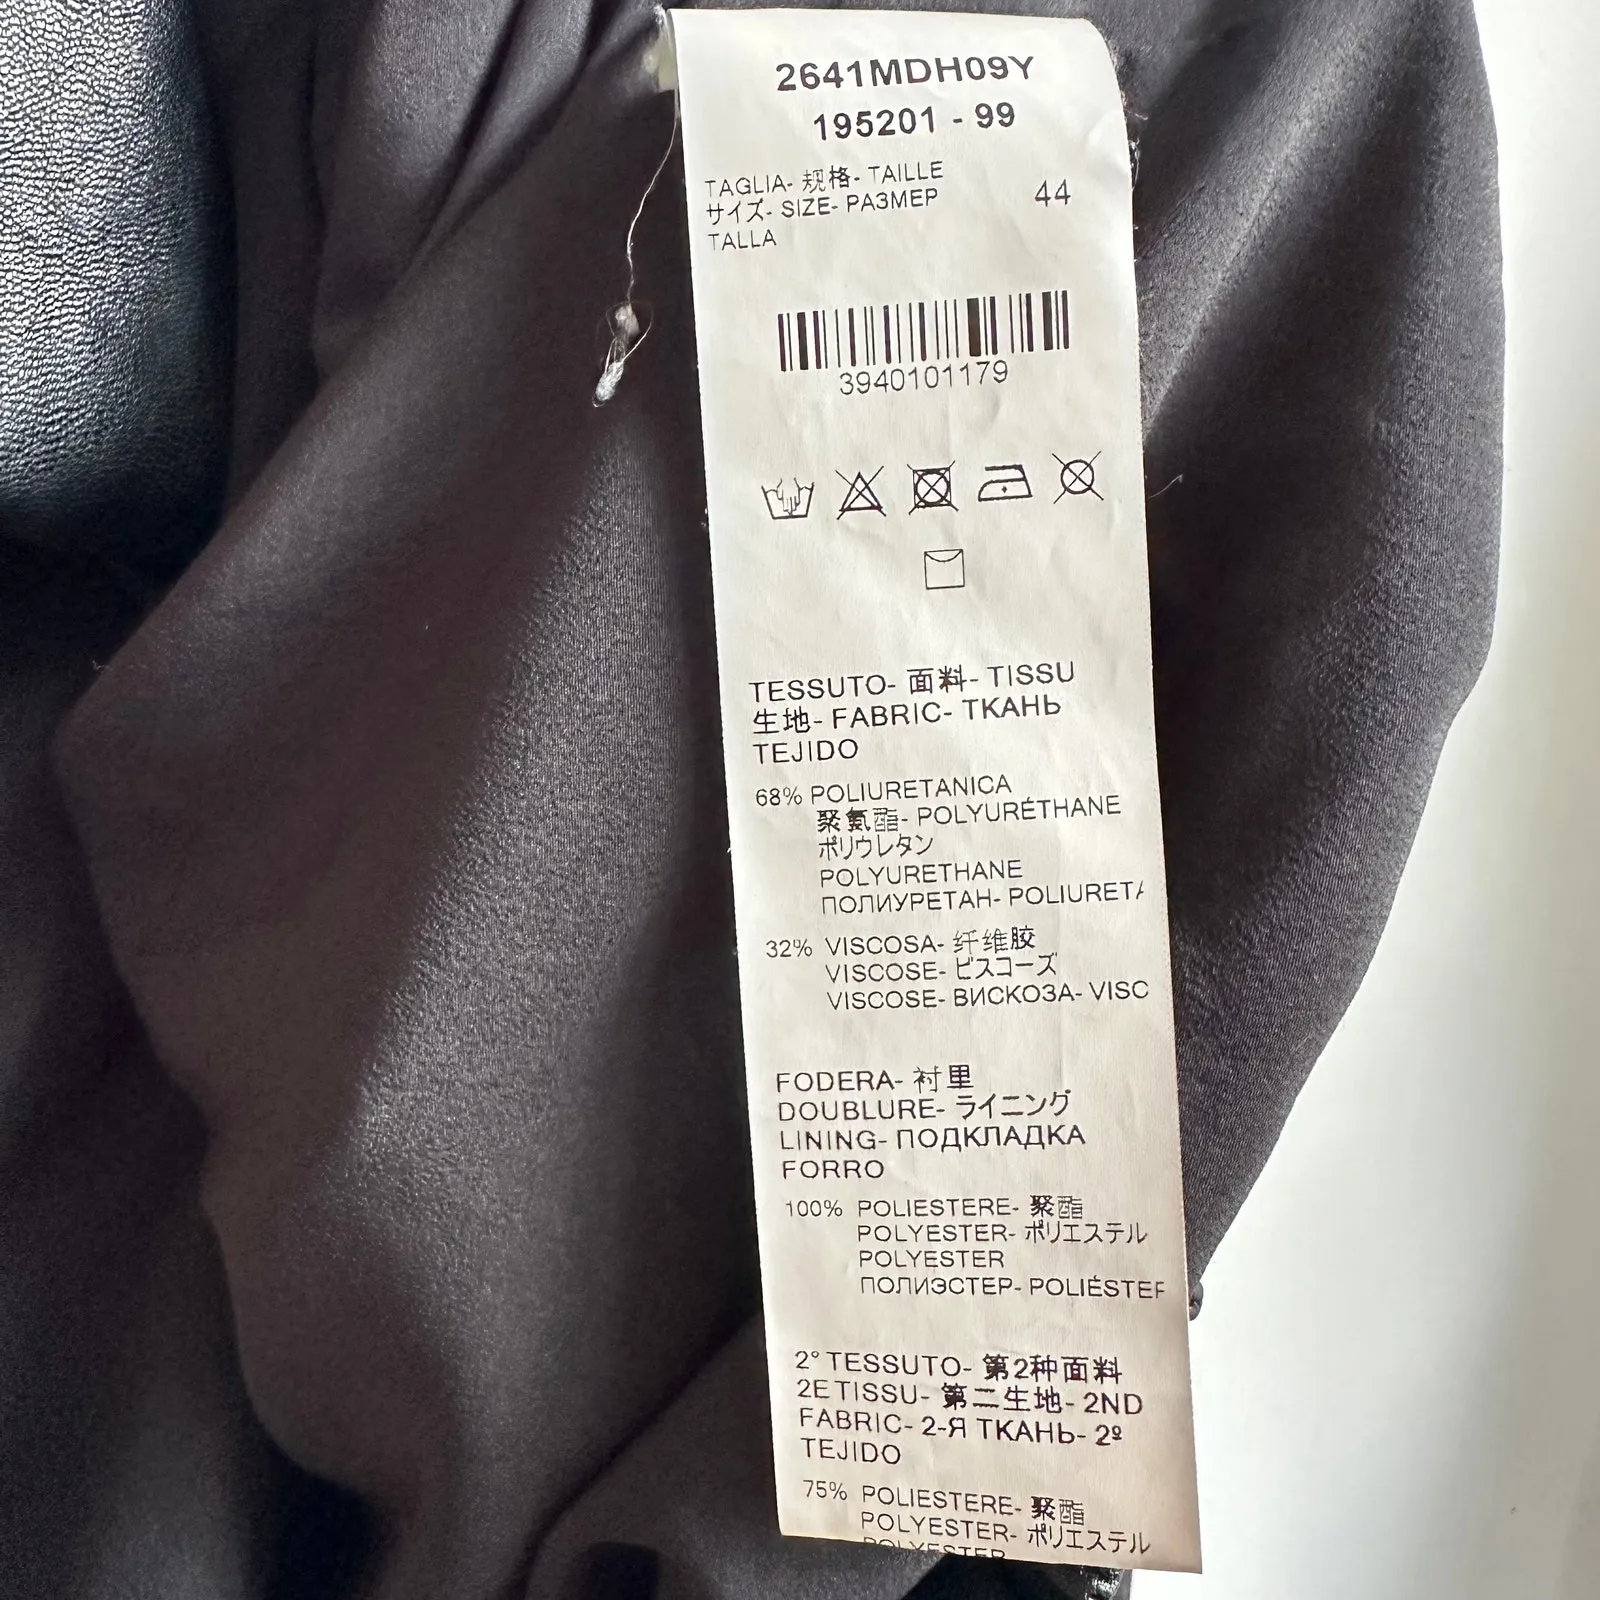 2641MDH09Y
195201 - 99
TAGLIA- 规格- TAILLE
サイズ- SIZE- РАЗМЕР 44
TALLA
3940101179
TESSUTO- 面料- TISSU
生地- FABRIC- ТКАНЬ
TEJIDO
68% POLIURETANICA
聚氨酯- POLYURÉTHANE
ポリウレタン
POLYURETHANE
ПОЛИУРЕТАН- POLIURETA
32% VISCOSA- 纤维胶
VISCOSE- ビスコーズ
VISCOSE- ВИСКОЗА- VISC
FODERA- 衬里
DOUBLURE- ライニング
LINING- ПОДКЛАДКА
FORRO
100% POLIESTERE- 聚酯
POLYESTER- ポリエステル
POLYESTER
ПОЛИЭСТЕР- POLIÉSTER
2° TESSUTO- 第2种面料
2E TISSU- 第二生地- 2ND
FABRIC- 2-Я ТКАНЬ- 2º
TEJIDO
75% POLIESTERE- 聚酯
POLYESTER- ポリエステル
POLYESTER